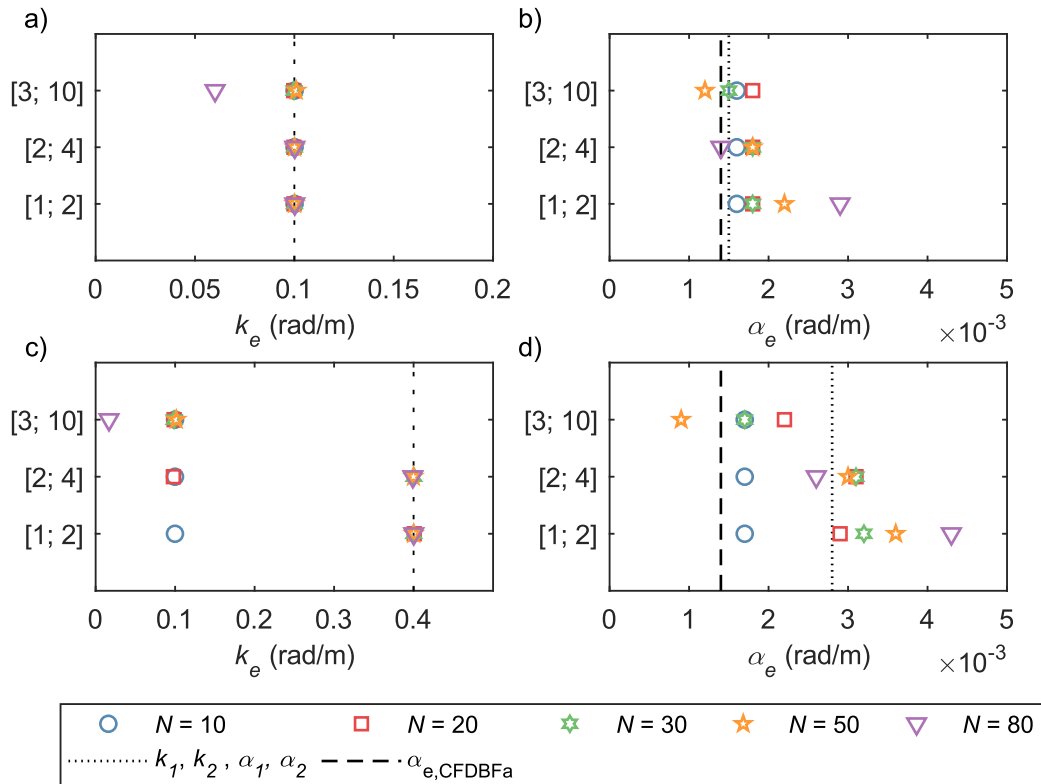 a)
[3; 10]
[2; 4]
[1; 2]
0 0.05 0.1 0.15 0.2
k_e (rad/m)
b)
[3; 10]
[2; 4]
[1; 2]
0 1 2 3 4 5
α_e (rad/m) ×10^-3
c)
[3; 10]
[2; 4]
[1; 2]
0 0.1 0.2 0.3 0.4
k_e (rad/m)
d)
[3; 10]
[2; 4]
[1; 2]
0 1 2 3 4 5
α_e (rad/m) ×10^-3
N = 10 N = 20 N = 30 N = 50 N = 80
k_1, k_2 , α_1, α_2 α_e,CFDBFa